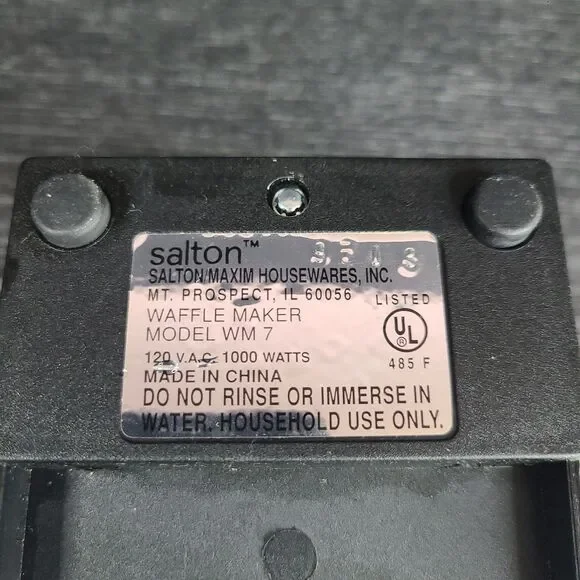 salton™
SALTON/MAXIM HOUSEWARES, INC.
MT. PROSPECT, IL 60056
LISTED
WAFFLE MAKER
MODEL WM 7
UL
120 V.A.C. 1000 WATTS
485 F
MADE IN CHINA
DO NOT RINSE OR IMMERSE IN
WATER. HOUSEHOLD USE ONLY.